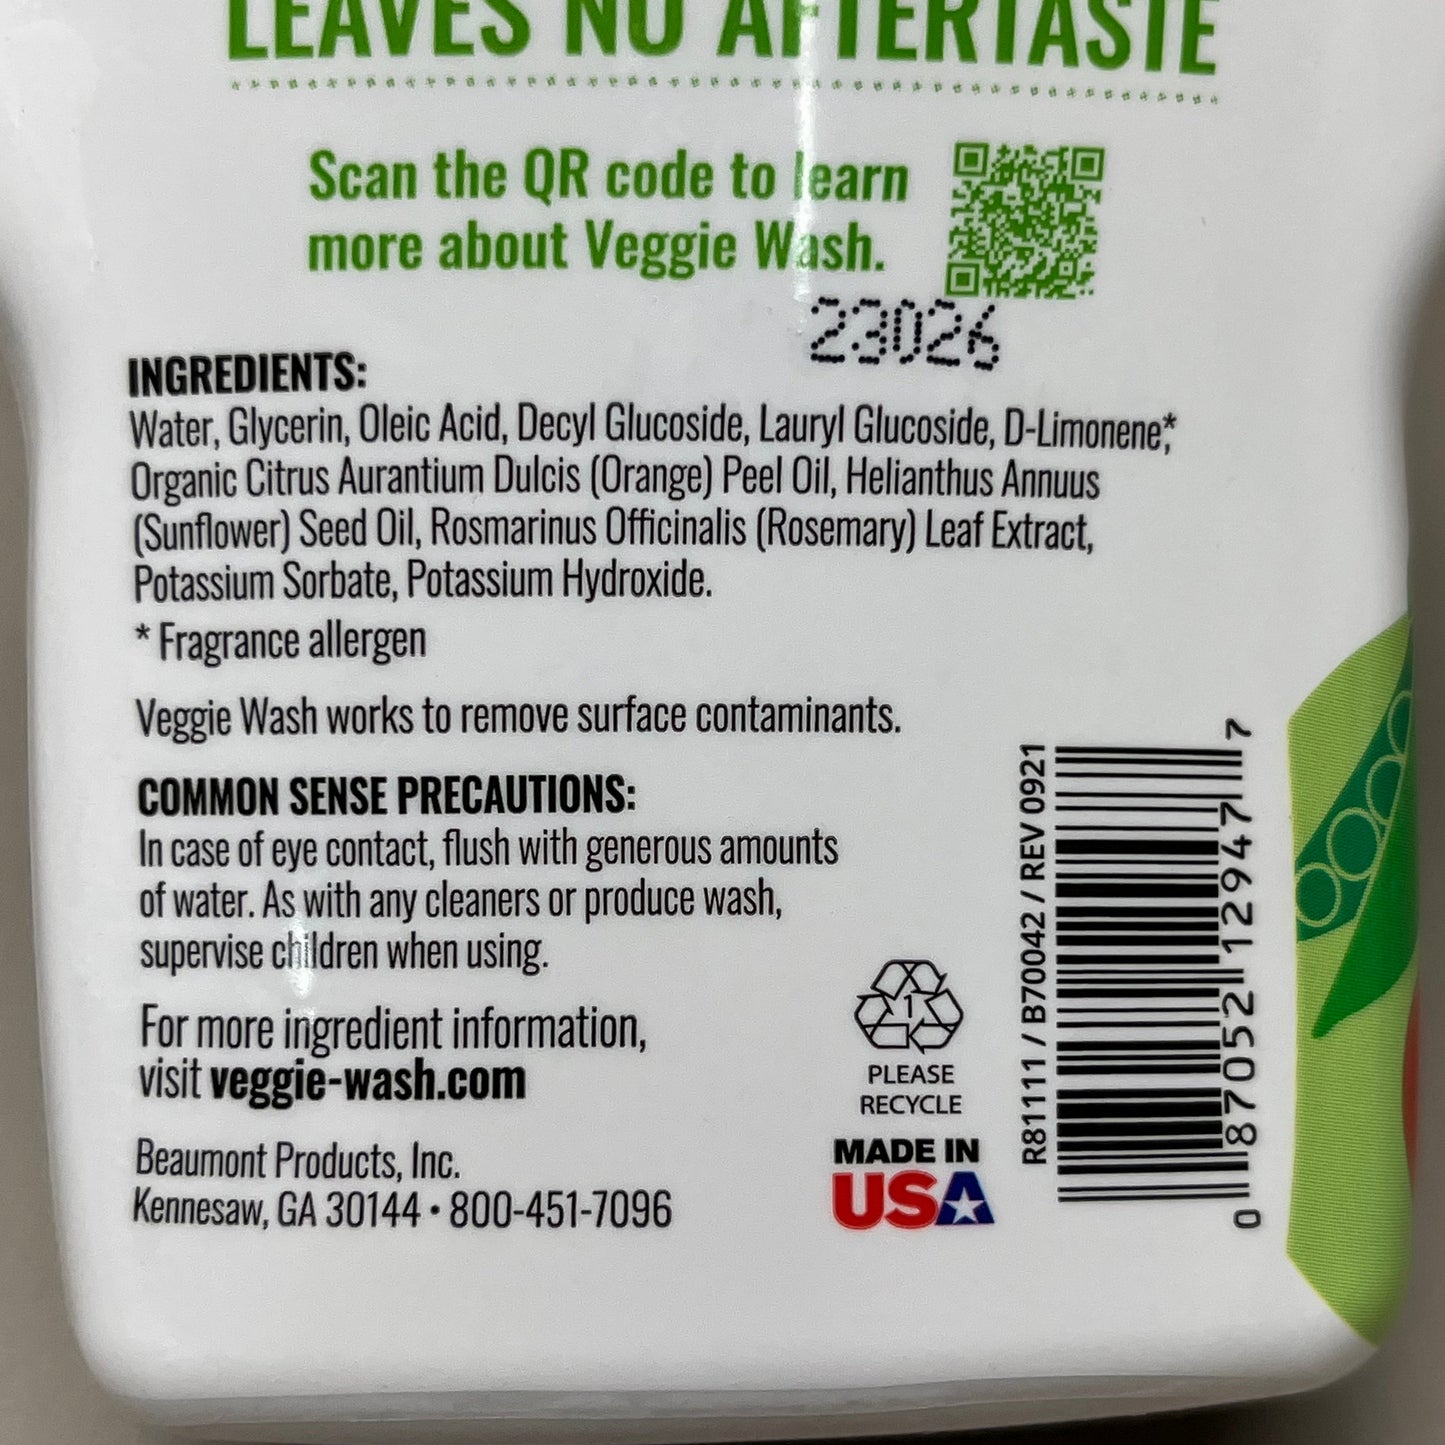 LEAVES NO AFTERTASTE
Scan the QR code to learn
more about Veggie Wash.
23026
INGREDIENTS:
Water, Glycerin, Oleic Acid, Decyl Glucoside, Lauryl Glucoside, D-Limonene,*
Organic Citrus Aurantium Dulcis (Orange) Peel Oil, Helianthus Annuus
(Sunflower) Seed Oil, Rosmarinus Officinalis (Rosemary) Leaf Extract,
Potassium Sorbate, Potassium Hydroxide.
* Fragrance allergen
Veggie Wash works to remove surface contaminants.
COMMON SENSE PRECAUTIONS:
In case of eye contact, flush with generous amounts
of water. As with any cleaners or produce wash,
supervise children when using.
For more ingredient information,
visit veggie-wash.com
Beaumont Products, Inc.
Kennesaw, GA 30144 • 800-451-7096
1
PLEASE
RECYCLE
MADE IN
USA
R81111 / B70042 / REV 0921
0 87052 12947 7